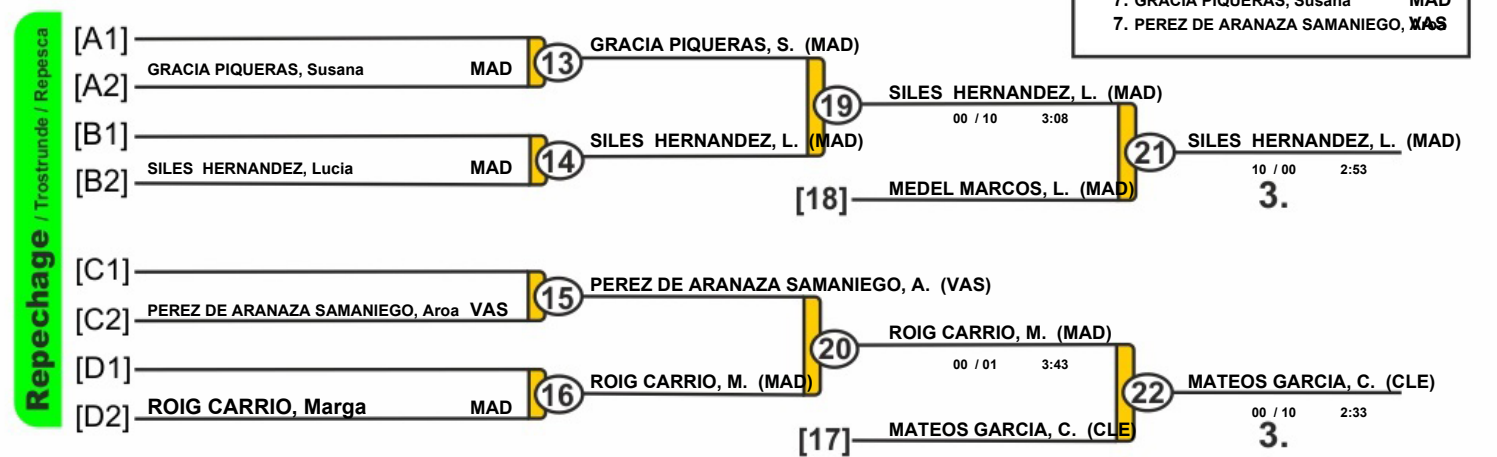 7. GRACIA PIQUERAS, Susana MAD
7. PEREZ DE ARANAZA SAMANIEGO, Aroa VAS
Repechage / Trostrunde / Repesca
[A1]
GRACIA PIQUERAS, Susana MAD
[A2]
13
GRACIA PIQUERAS, S. (MAD)
[B1]
SILES HERNANDEZ, Lucia MAD
[B2]
14
SILES HERNANDEZ, L. (MAD)
19
SILES HERNANDEZ, L. (MAD)
00 / 10 3:08
[18]
MEDEL MARCOS, L. (MAD)
21
SILES HERNANDEZ, L. (MAD)
10 / 00 2:53
3.
[C1]
PEREZ DE ARANAZA SAMANIEGO, Aroa VAS
[C2]
15
PEREZ DE ARANAZA SAMANIEGO, A. (VAS)
[D1]
ROIG CARRIO, Marga MAD
[D2]
16
ROIG CARRIO, M. (MAD)
20
ROIG CARRIO, M. (MAD)
00 / 01 3:43
[17]
MATEOS GARCIA, C. (CLE)
22
MATEOS GARCIA, C. (CLE)
00 / 10 2:33
3.